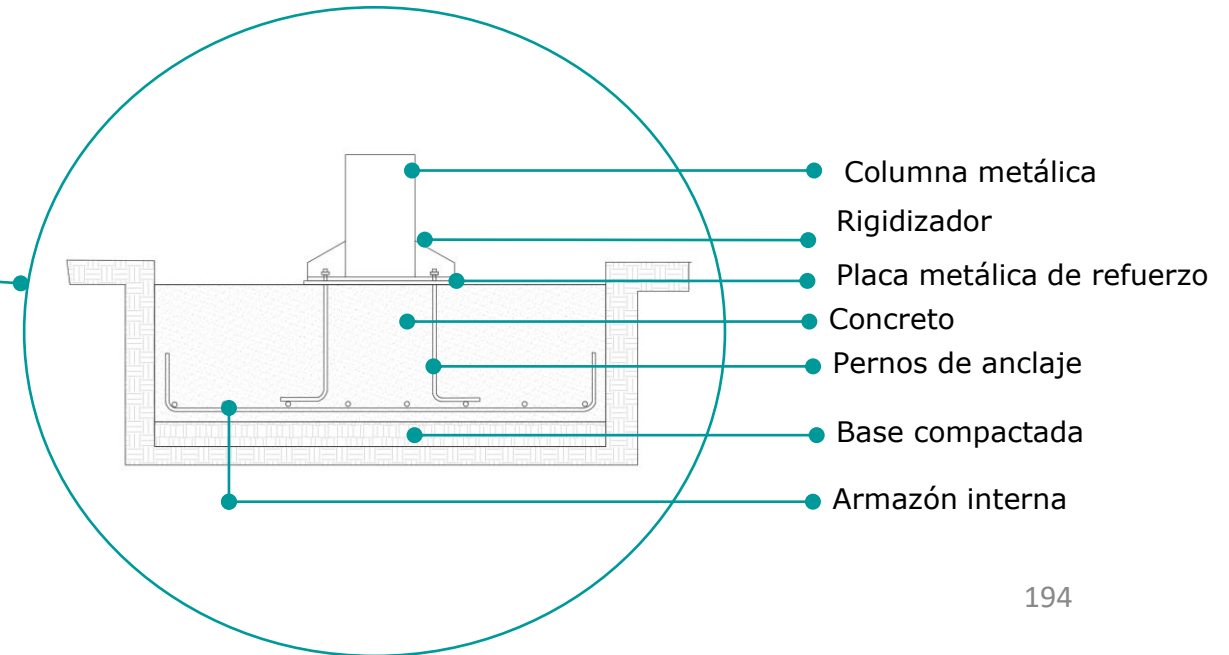 Columna metálica
Rigidizador
Placa metálica de refuerzo
Concreto
Pernos de anclaje
Base compactada
Armazón interna
194